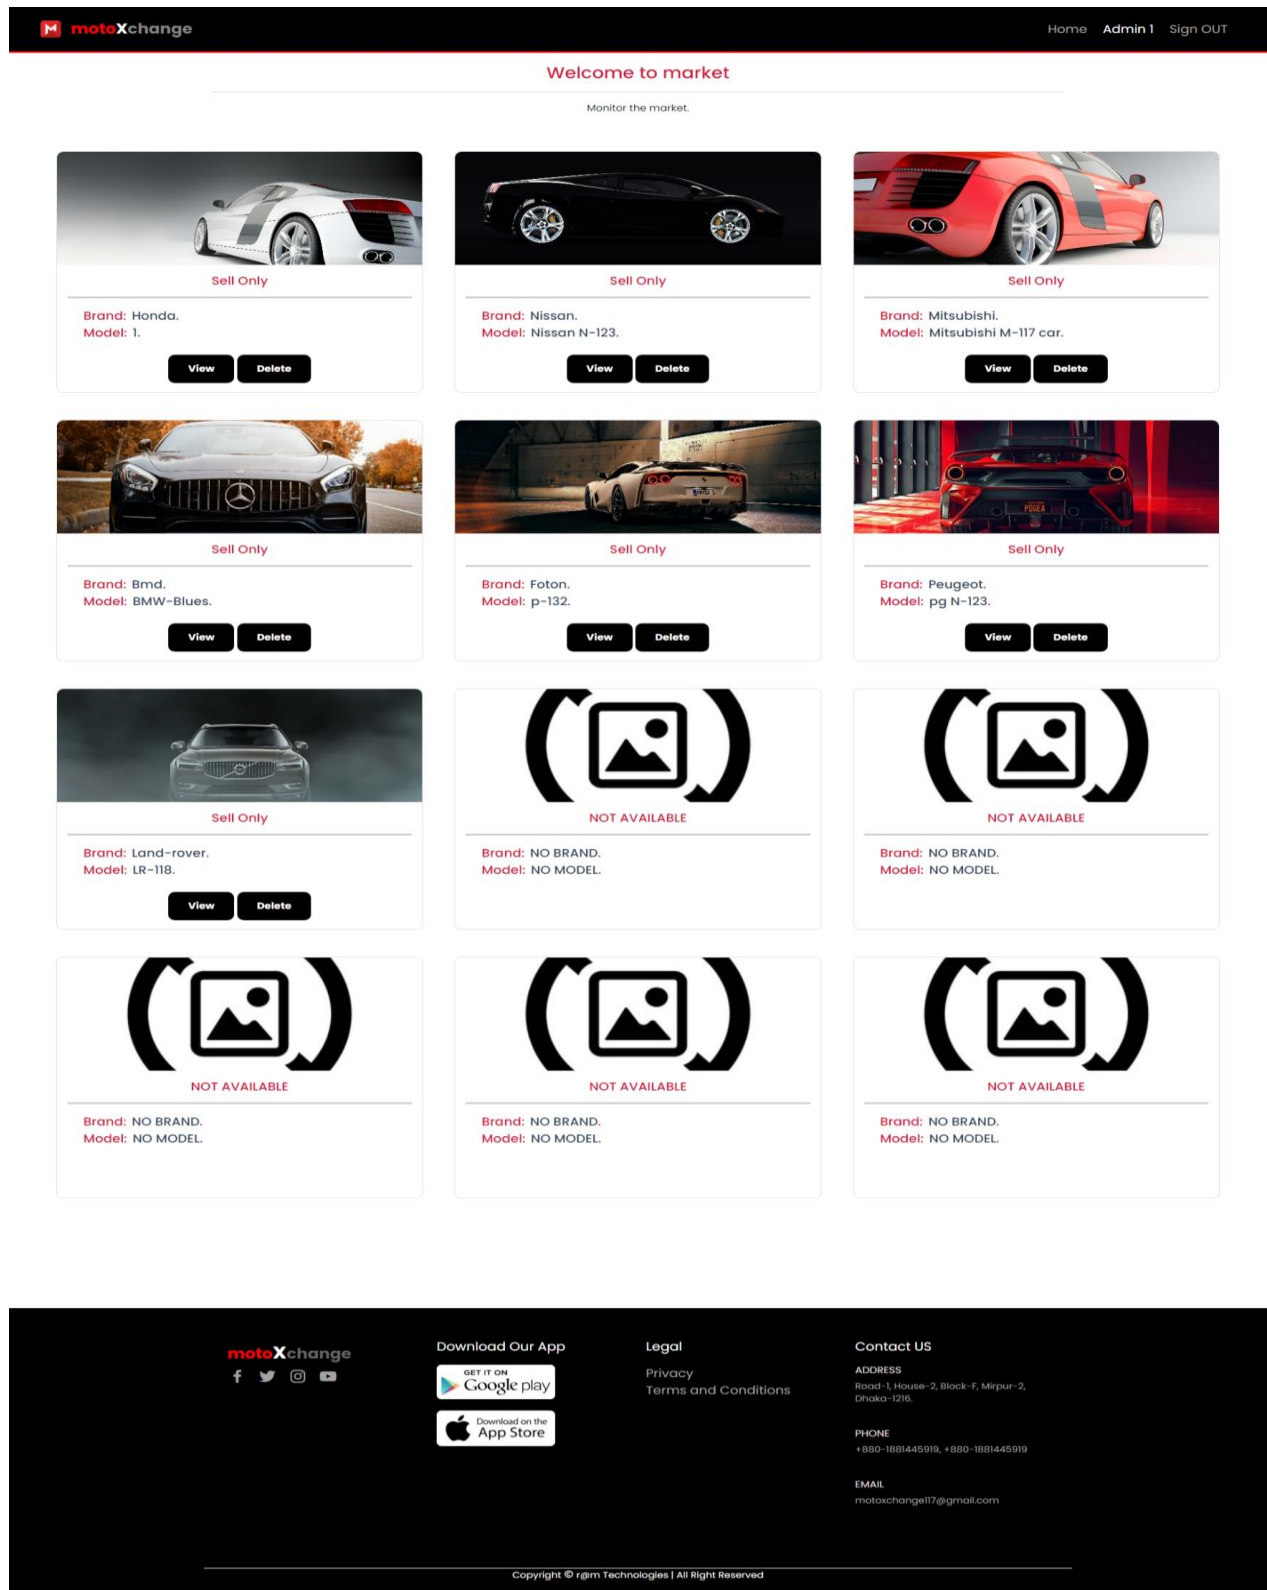 motoXchange
Home Admin 1 Sign OUT
Welcome to market
Monitor the market.
Sell Only
Brand: Honda.
Model: 1.
View Delete
Sell Only
Brand: Nissan.
Model: Nissan N-123.
View Delete
Sell Only
Brand: Mitsubishi.
Model: Mitsubishi M-117 car.
View Delete
Sell Only
Brand: Bmd.
Model: BMW-Blues.
View Delete
Sell Only
Brand: Foton.
Model: p-132.
View Delete
PDGEA
Sell Only
Brand: Peugeot.
Model: pg N-123.
View Delete
Sell Only
Brand: Land-rover.
Model: LR-118.
View Delete
NOT AVAILABLE
Brand: NO BRAND.
Model: NO MODEL.
NOT AVAILABLE
Brand: NO BRAND.
Model: NO MODEL.
NOT AVAILABLE
Brand: NO BRAND.
Model: NO MODEL.
NOT AVAILABLE
Brand: NO BRAND.
Model: NO MODEL.
NOT AVAILABLE
Brand: NO BRAND.
Model: NO MODEL.
motoXchange
Download Our App
GET IT ON
Google play
Download on the
App Store
Legal
Privacy
Terms and Conditions
Contact US
ADDRESS
Road-1, House-2, Block-F, Mirpur-2,
Dhaka-1216.
PHONE
+880-1881445919, +880-1881445919
EMAIL
motoxchange117@gmail.com
Copyright © r@m Technologies | All Right Reserved